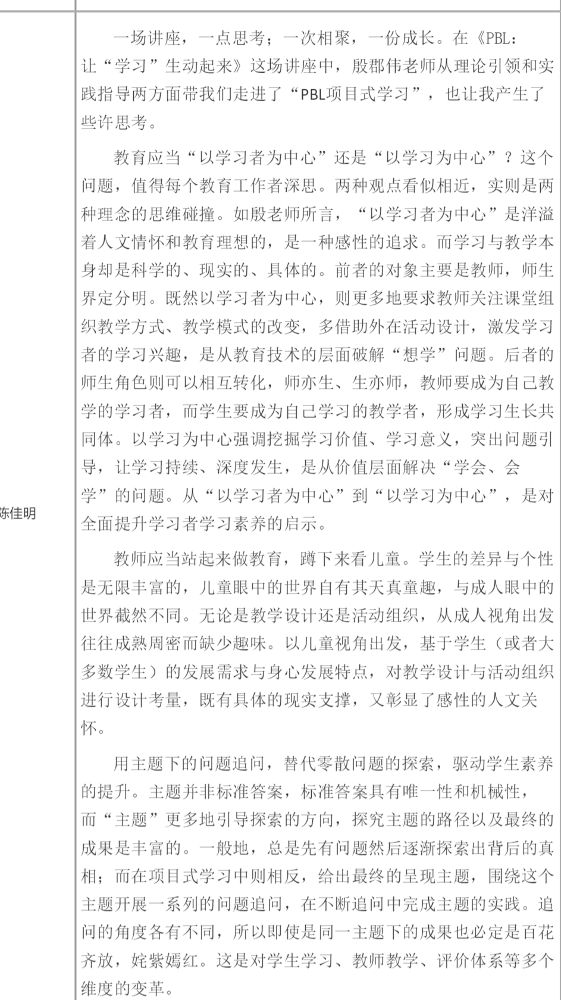 一场讲座，一点思考；一次相聚，一份成长。在《PBL：
让“学习”生动起来》这场讲座中，殷郡伟老师从理论引领和实
践指导两方面带我们走进了“PBL项目式学习”，也让我产生了
些许思考。
教育应当“以学习者为中心”还是“以学习为中心”？这个
问题，值得每个教育工作者深思。两种观点看似相近，实则是两
种理念的思维碰撞。如殷老师所言，“以学习者为中心”是洋溢
着人文情怀和教育理想的，是一种感性的追求。而学习与教学本
身却是科学的、现实的、具体的。前者的对象主要是教师，师生
界定分明。既然以学习者为中心，则更多地要求教师关注课堂组
织教学方式、教学模式的改变，多借助外在活动设计，激发学习
者的学习兴趣，是从教育技术的层面破解“想学”问题。后者的
师生角色则可以相互转化，师亦生、生亦师，教师要成为自己教
学的学习者，而学生要成为自己学习的教学者，形成学习生长共
同体。以学习为中心强调挖掘学习价值、学习意义，突出问题引
导，让学习持续、深度发生，是从价值层面解决“学会、会
学”的问题。从“以学习者为中心”到“以学习为中心”，是对
陈佳明
全面提升学习者学习素养的启示。
教师应当站起来做教育，蹲下来看儿童。学生的差异与个性
是无限丰富的，儿童眼中的世界自有其天真童趣，与成人眼中的
世界截然不同。无论是教学设计还是活动组织，从成人视角出发
往往成熟周密而缺少趣味。以儿童视角出发，基于学生（或者大
多数学生）的发展需求与身心发展特点，对教学设计与活动组织
进行设计考量，既有具体的现实支撑，又彰显了感性的人文关
怀。
用主题下的问题追问，替代零散问题的探索，驱动学生素养
的提升。主题并非标准答案，标准答案具有唯一性和机械性，
而“主题”更多地引导探索的方向，探究主题的路径以及最终的
成果是丰富的。一般地，总是先有问题然后逐渐探索出背后的真
相；而在项目式学习中则相反，给出最终的呈现主题，围绕这个
主题开展一系列的问题追问，在不断追问中完成主题的实践。追
问的角度各有不同，所以即使是同一主题下的成果也必定是百花
齐放，姹紫嫣红。这是对学生学习、教师教学、评价体系等多个
维度的变革。